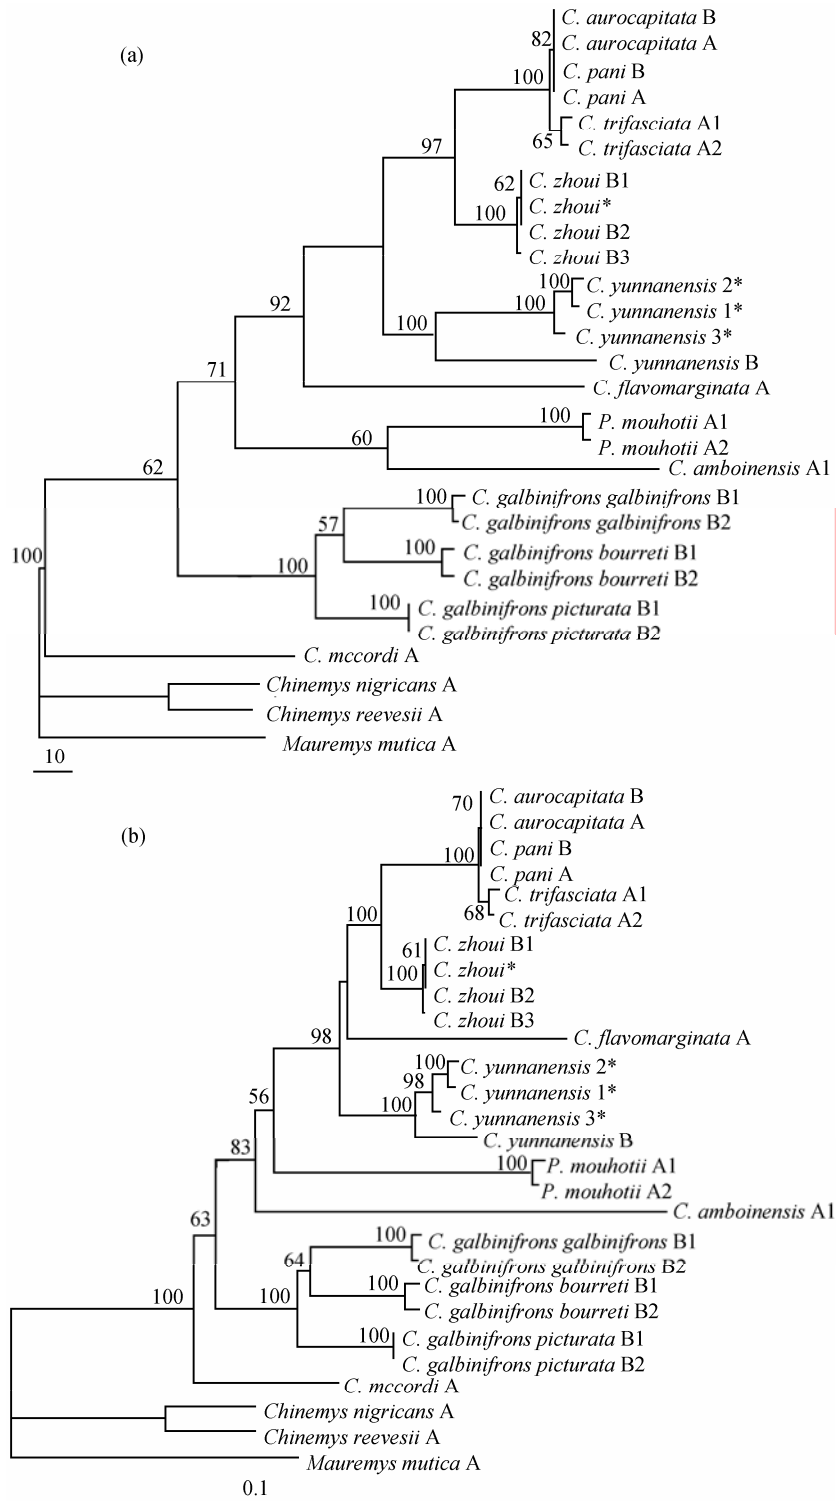 (a)
C. aurocapitata B
82
C. aurocapitata A
C. pani B
100
C. pani A
C. trifasciata A1
65
C. trifasciata A2
97
C. zhoui B1
62
C. zhoui*
100
C. zhoui B2
C. zhoui B3
100
C. yunnanensis 2*
100
C. yunnanensis 1*
C. yunnanensis 3*
100
C. yunnanensis B
92
C. flavomarginata A
71
100
P. mouhotii A1
P. mouhotii A2
60
C. amboinensis A1
62
100
C. galbinifrons galbinifrons B1
C. galbinifrons galbinifrons B2
57
100
C. galbinifrons bourreti B1
C. galbinifrons bourreti B2
100
100
C. galbinifrons picturata B1
C. galbinifrons picturata B2
100
C. mccordi A
Chinemys nigricans A
Chinemys reevesii A
Mauremys mutica A
10
(b)
C. aurocapitata B
70
C. aurocapitata A
C. pani B
100
C. pani A
C. trifasciata A1
68
C. trifasciata A2
100
C. zhoui B1
61
C. zhoui*
100
C. zhoui B2
C. zhoui B3
98
C. flavomarginata A
100
C. yunnanensis 2*
98
C. yunnanensis 1*
100
C. yunnanensis 3*
C. yunnanensis B
56
100
P. mouhotii A1
P. mouhotii A2
83
C. amboinensis A1
63
100
C. galbinifrons galbinifrons B1
C. galbinifrons galbinifrons B2
64
100
C. galbinifrons bourreti B1
C. galbinifrons bourreti B2
100
100
C. galbinifrons picturata B1
C. galbinifrons picturata B2
100
C. mccordi A
Chinemys nigricans A
Chinemys reevesii A
Mauremys mutica A
0.1